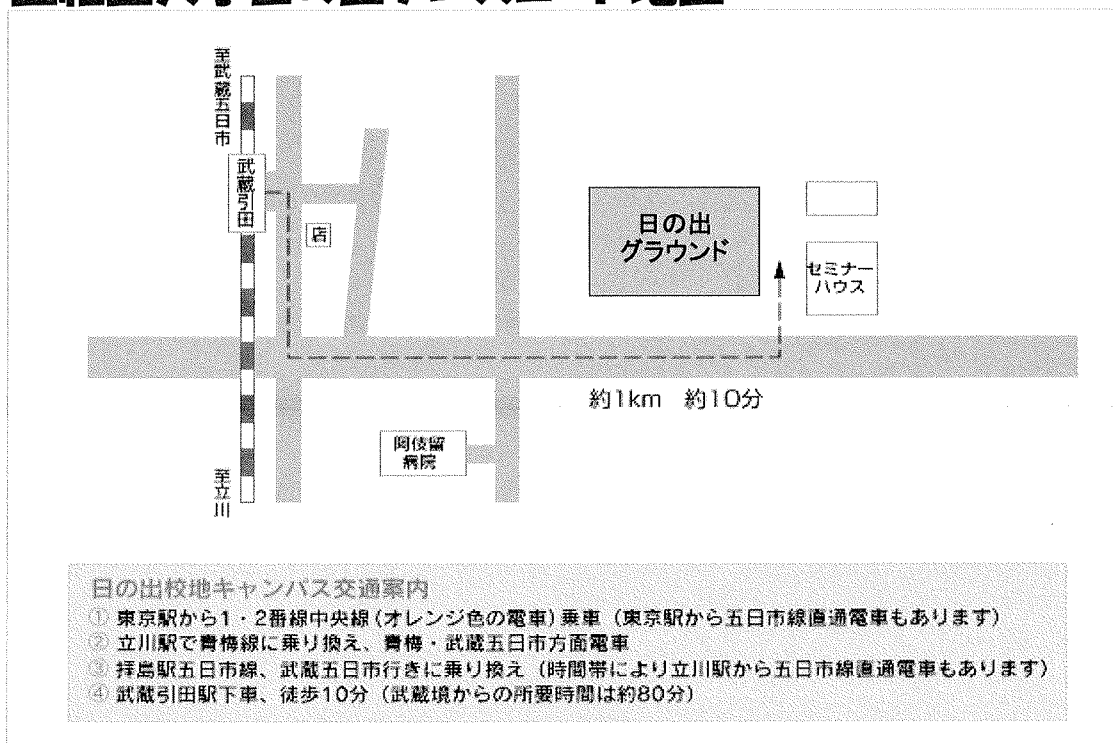 至武蔵五日市
武蔵引田
店
日の出
グラウンド
セミナー
ハウス
約1km 約10分
阿伎留
病院
至立川
日の出校地キャンパス交通案内
① 東京駅から1・2番線中央線(オレンジ色の電車)乗車(東京駅から五日市線直通電車もあります)
② 立川駅で青梅線に乗り換え、青梅・武蔵五日市方面電車
③ 拝島駅五日市線、武蔵五日市行きに乗り換え(時間帯により立川駅から五日市線直通電車もあります)
④ 武蔵引田駅下車、徒歩10分(武蔵境からの所要時間は約80分)